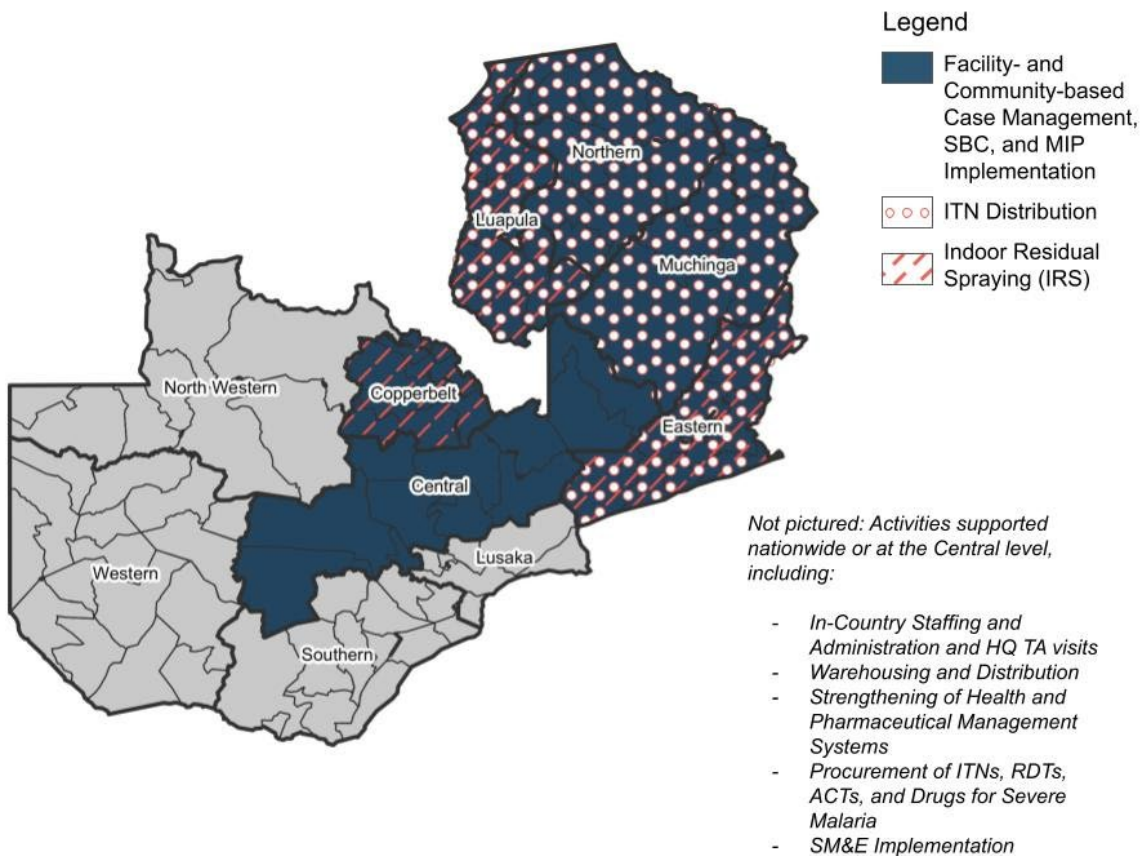 Legend
Facility- and
Community-based
Case Management,
SBC, and MIP
Implementation
ITN Distribution
Indoor Residual
Spraying (IRS)
Northern
Luapula
Muchinga
North Western
Copperbelt
Eastern
Central
Lusaka
Western
Southern
Not pictured: Activities supported
nationwide or at the Central level,
including:
- In-Country Staffing and
Administration and HQ TA visits
- Warehousing and Distribution
- Strengthening of Health and
Pharmaceutical Management
Systems
- Procurement of ITNs, RDTs,
ACTs, and Drugs for Severe
Malaria
- SM&E Implementation